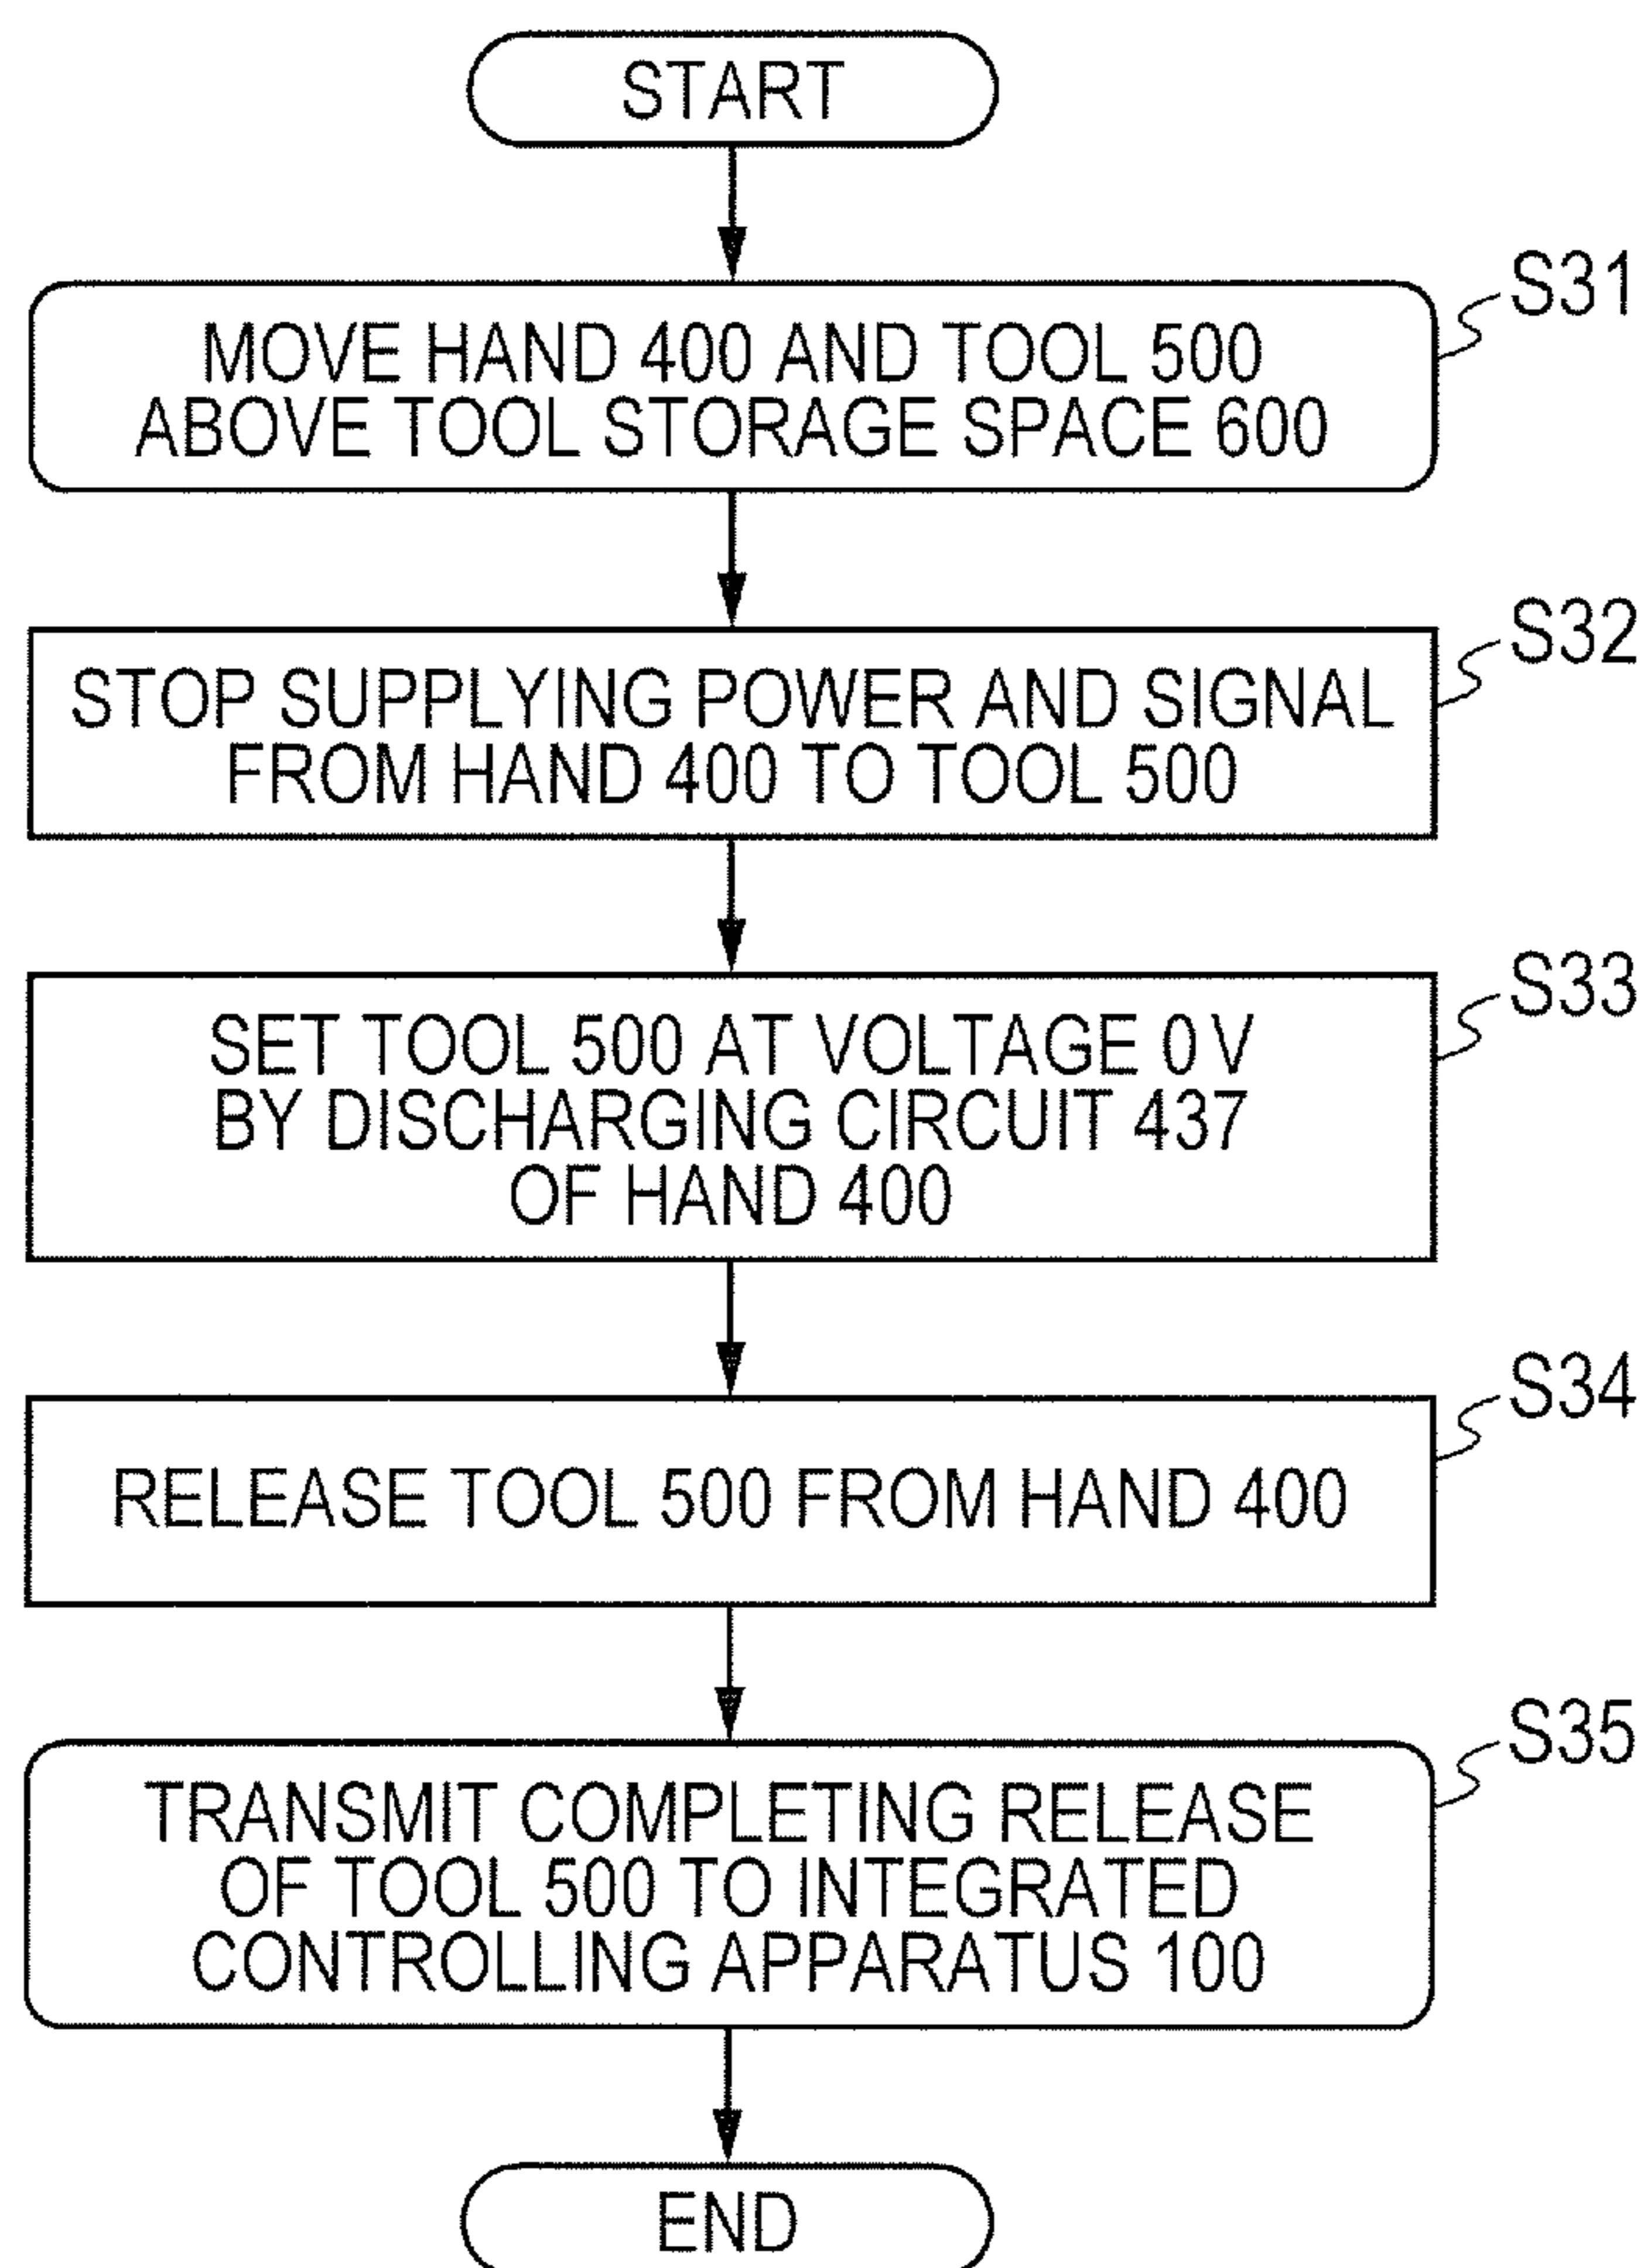 START
S31
MOVE HAND 400 AND TOOL 500
ABOVE TOOL STORAGE SPACE 600
S32
STOP SUPPLYING POWER AND SIGNAL
FROM HAND 400 TO TOOL 500
S33
SET TOOL 500 AT VOLTAGE 0 V
BY DISCHARGING CIRCUIT 437
OF HAND 400
S34
RELEASE TOOL 500 FROM HAND 400
S35
TRANSMIT COMPLETING RELEASE
OF TOOL 500 TO INTEGRATED
CONTROLLING APPARATUS 100
END